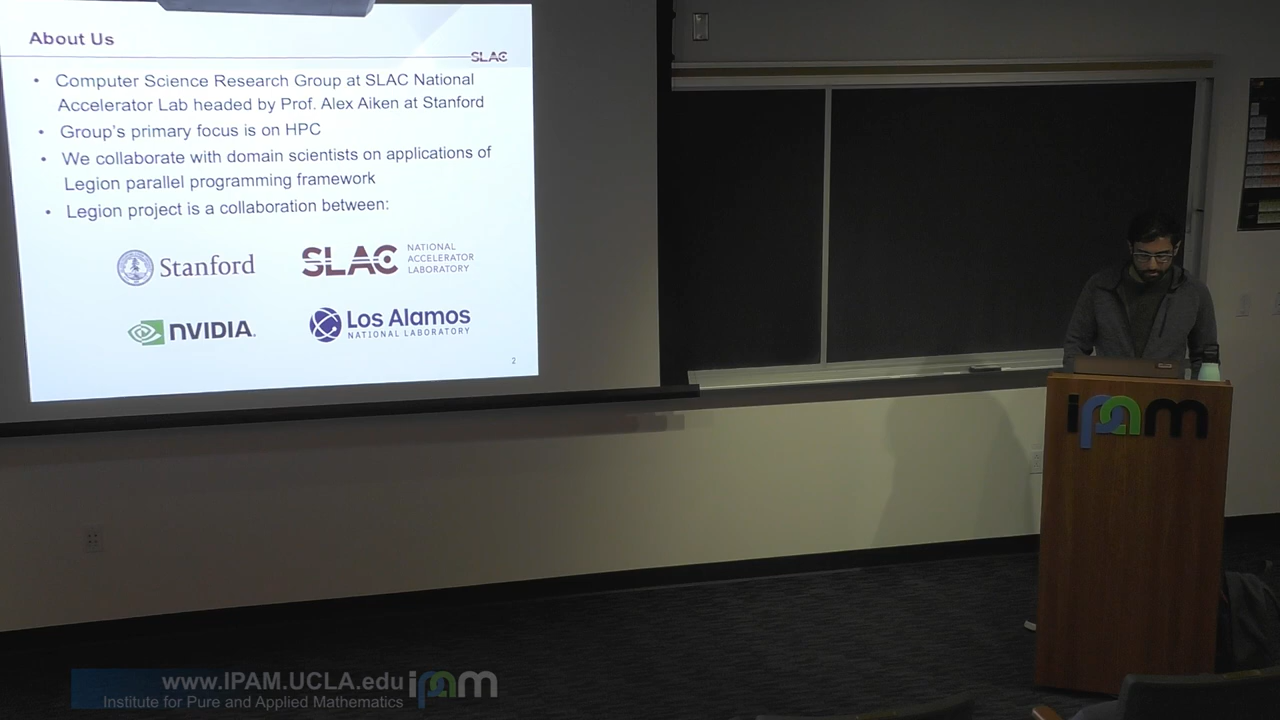 About Us
SLAC
• Computer Science Research Group at SLAC National
Accelerator Lab headed by Prof. Alex Aiken at Stanford
• Group's primary focus is on HPC
• We collaborate with domain scientists on applications of
Legion parallel programming framework
• Legion project is a collaboration between:
Stanford
SLAC NATIONAL
ACCELERATOR
LABORATORY
NVIDIA.
Los Alamos
NATIONAL LABORATORY
2
ipam
www.IPAM.UCLA.edu ipam
Institute for Pure and Applied Mathematics